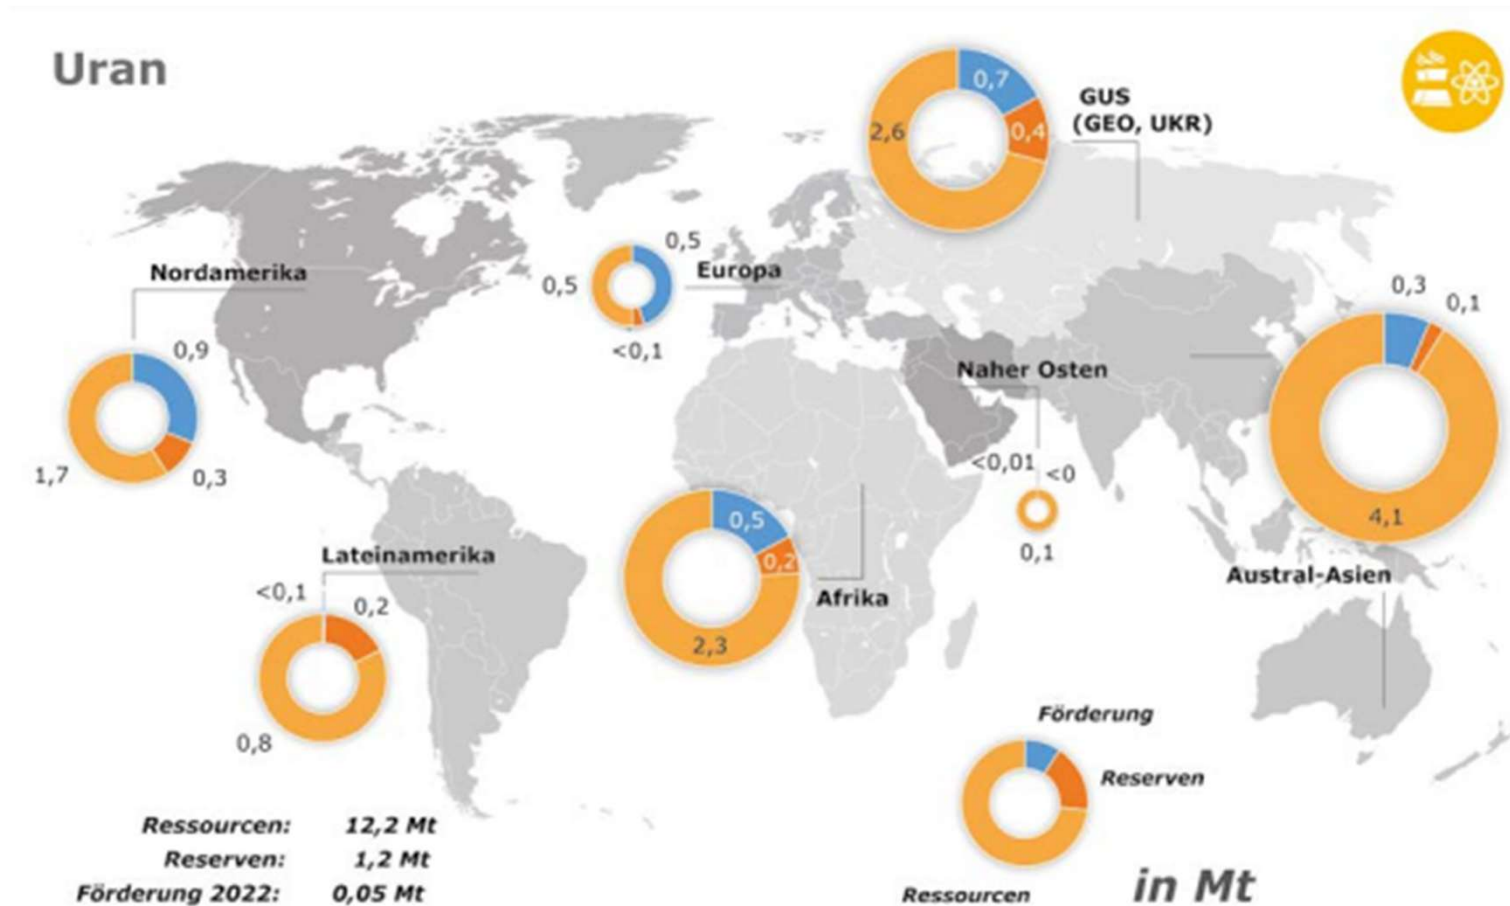 Uran
0,7
2,6
0,4
GUS
(GEO, UKR)
Nordamerika
0,9
1,7
0,3
0,5
0,5
Europa
<0,1
0,3
0,1
4,1
Austral-Asien
Naher Osten
<0,01
<0
0,1
0,5
0,2
2,3
Afrika
Lateinamerika
<0,1
0,2
0,8
Förderung
Reserven
Ressourcen
in Mt
Ressourcen: 12,2 Mt
Reserven: 1,2 Mt
Förderung 2022: 0,05 Mt